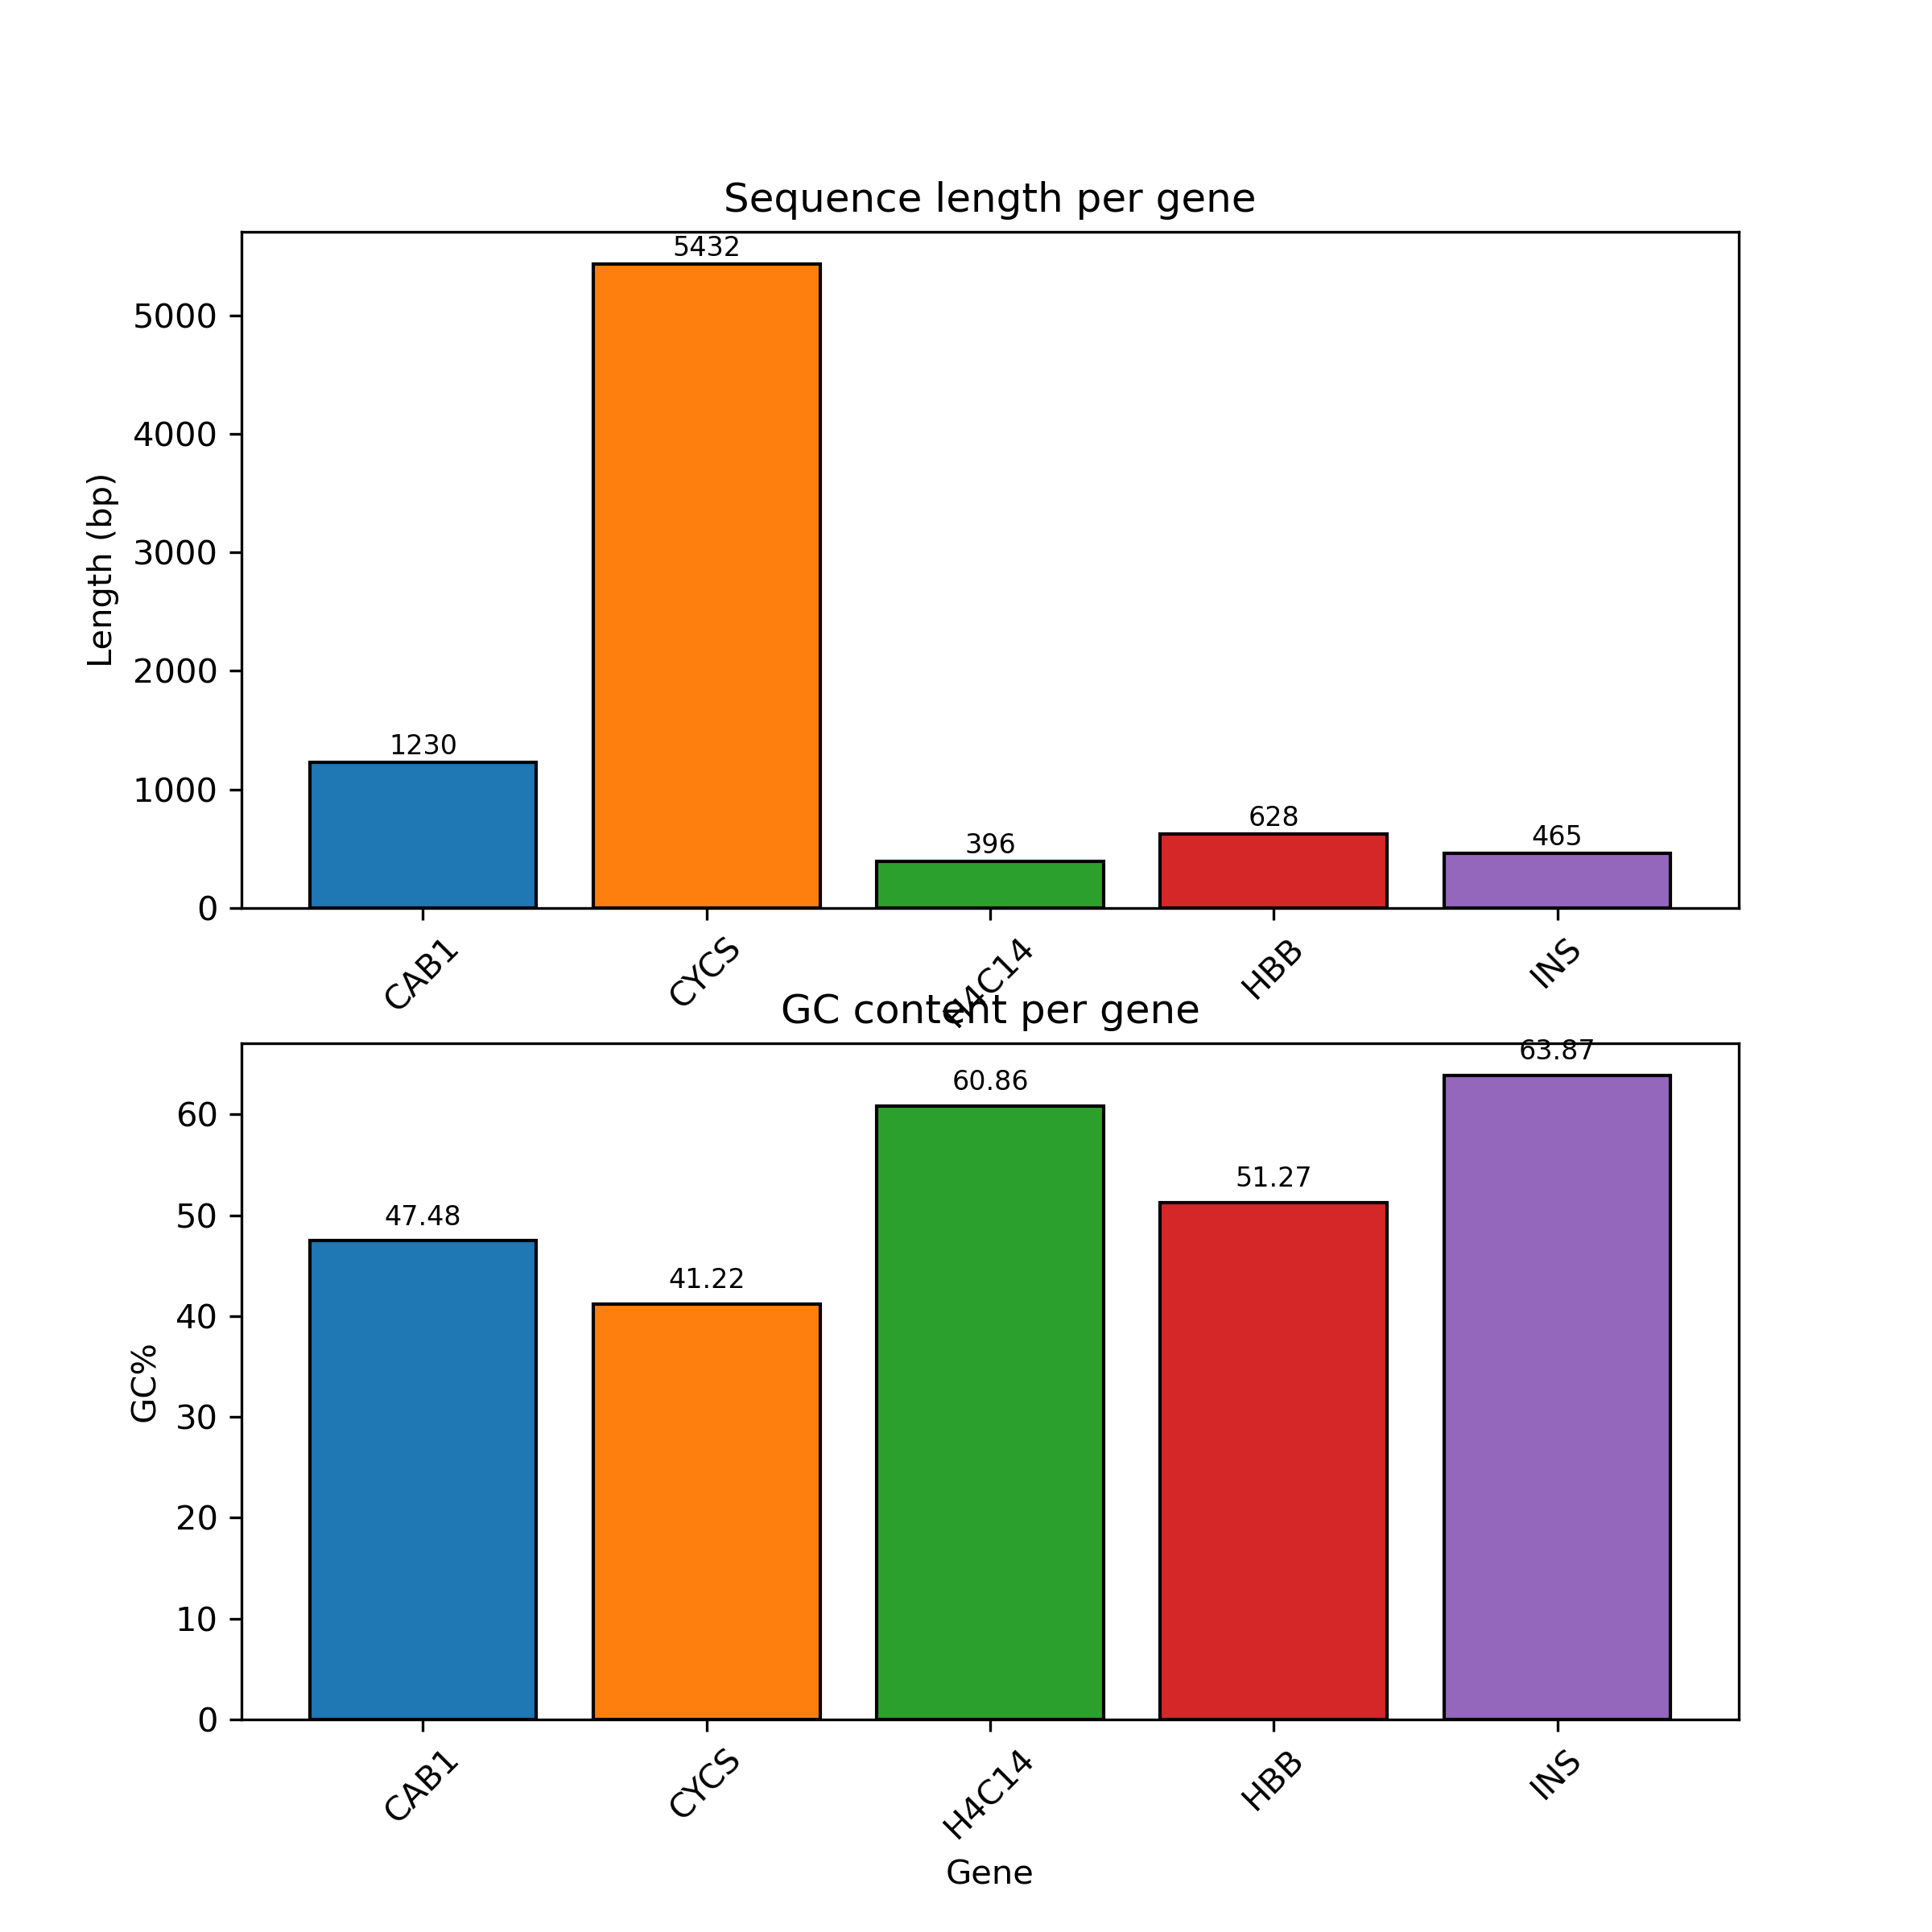 Sequence length per gene
Length (bp)
5000
4000
3000
2000
1000
0
1230
5432
396
628
465
CAB1
CYCS
H4C14
HBB
INS
GC content per gene
GC%
60
50
40
30
20
10
0
47.48
41.22
60.86
51.27
63.87
CAB1
CYCS
H4C14
HBB
INS
Gene